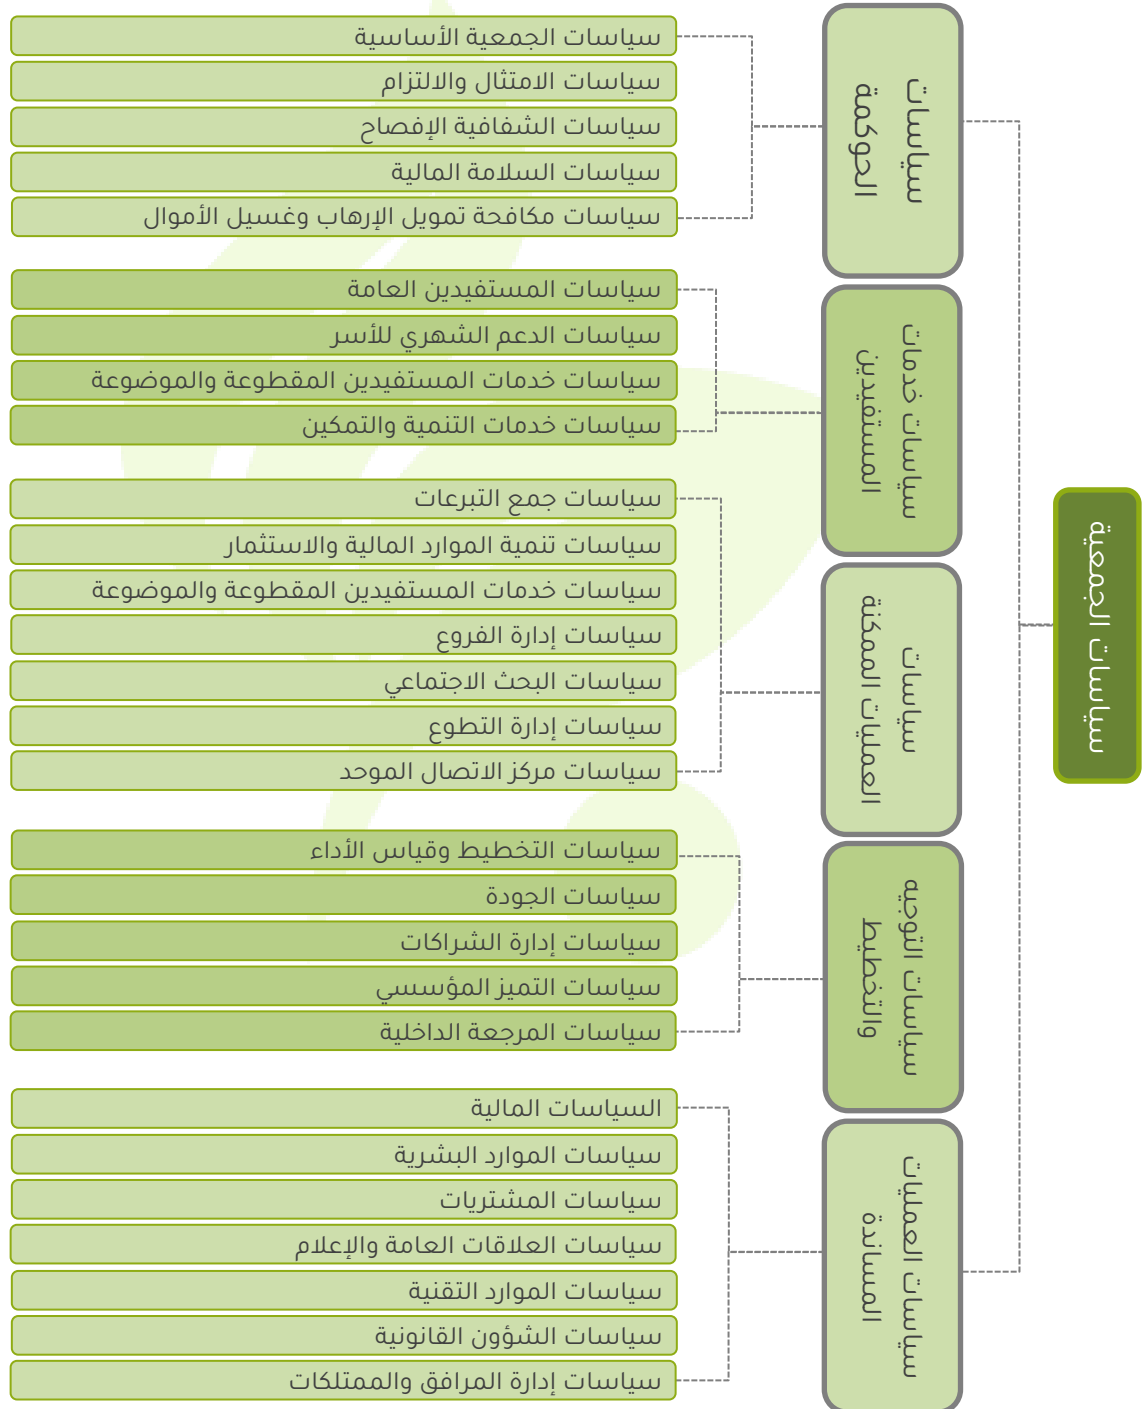 سياسات الجمعية
سياسات
الحوكمة
سياسات الجمعية الأساسية
سياسات الامتثال والالتزام
سياسات الشفافية الإفصاح
سياسات السلامة المالية
سياسات مكافحة تمويل الإرهاب وغسيل الأموال
سياسات خدمات
المستفيدين
سياسات المستفيدين العامة
سياسات الدعم الشهري للأسر
سياسات خدمات المستفيدين المقطوعة والموضوعة
سياسات خدمات التنمية والتمكين
سياسات
العمليات الممكنة
سياسات جمع التبرعات
سياسات تنمية الموارد المالية والاستثمار
سياسات خدمات المستفيدين المقطوعة والموضوعة
سياسات إدارة الفروع
سياسات البحث الاجتماعي
سياسات إدارة التطوع
سياسات مركز الاتصال الموحد
سياسات التوجيه
والتخطيط
سياسات التخطيط وقياس الأداء
سياسات الجودة
سياسات إدارة الشراكات
سياسات التميز المؤسسي
سياسات المرجعة الداخلية
سياسات العمليات
المساندة
السياسات المالية
سياسات الموارد البشرية
سياسات المشتريات
سياسات العلاقات العامة والإعلام
سياسات الموارد التقنية
سياسات الشؤون القانونية
سياسات إدارة المرافق والممتلكات